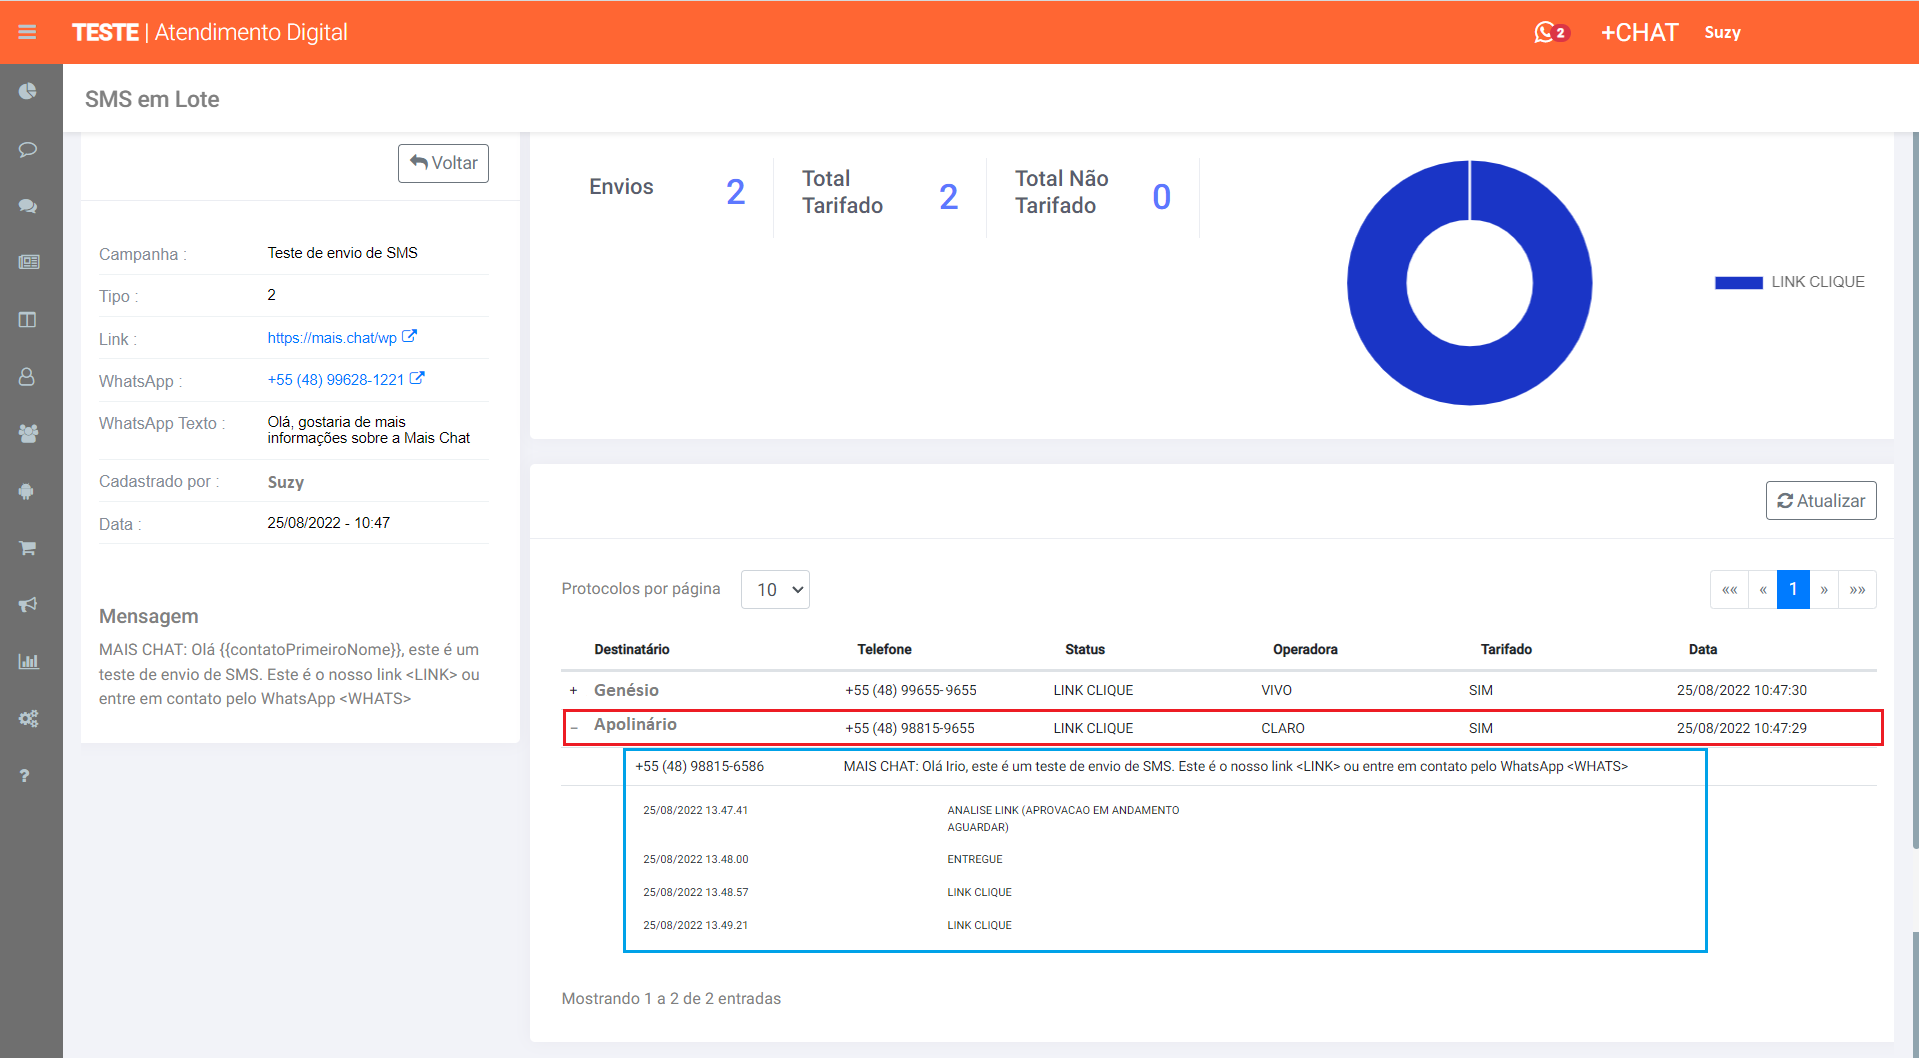 TESTE | Atendimento Digital
2
+CHAT
Suzy
SMS em Lote
Voltar
Campanha : Teste de envio de SMS
Tipo : 2
Link : https://mais.chat/wp
WhatsApp : +55 (48) 99628-1221
WhatsApp Texto : Olá, gostaria de mais
informações sobre a Mais Chat
Cadastrado por : Suzy
Data : 25/08/2022 - 10:47
Mensagem
MAIS CHAT: Olá {{contatoPrimeiroNome}}, este é um
teste de envio de SMS. Este é o nosso link <LINK> ou
entre em contato pelo WhatsApp <WHATS>
Envios 2
Total
Tarifado 2
Total Não
Tarifado 0
LINK CLIQUE
Atualizar
Protocolos por página 10
«« « 1 » »»
Destinatário Telefone Status Operadora Tarifado Data
+ Genésio +55 (48) 99655-9655 LINK CLIQUE VIVO SIM 25/08/2022 10:47:30
– Apolinário +55 (48) 98815-9655 LINK CLIQUE CLARO SIM 25/08/2022 10:47:29
+55 (48) 98815-6586 MAIS CHAT: Olá Irio, este é um teste de envio de SMS. Este é o nosso link <LINK> ou entre em contato pelo WhatsApp <WHATS>
25/08/2022 13.47.41 ANALISE LINK (APROVACAO EM ANDAMENTO
AGUARDAR)
25/08/2022 13.48.00 ENTREGUE
25/08/2022 13.48.57 LINK CLIQUE
25/08/2022 13.49.21 LINK CLIQUE
Mostrando 1 a 2 de 2 entradas
?